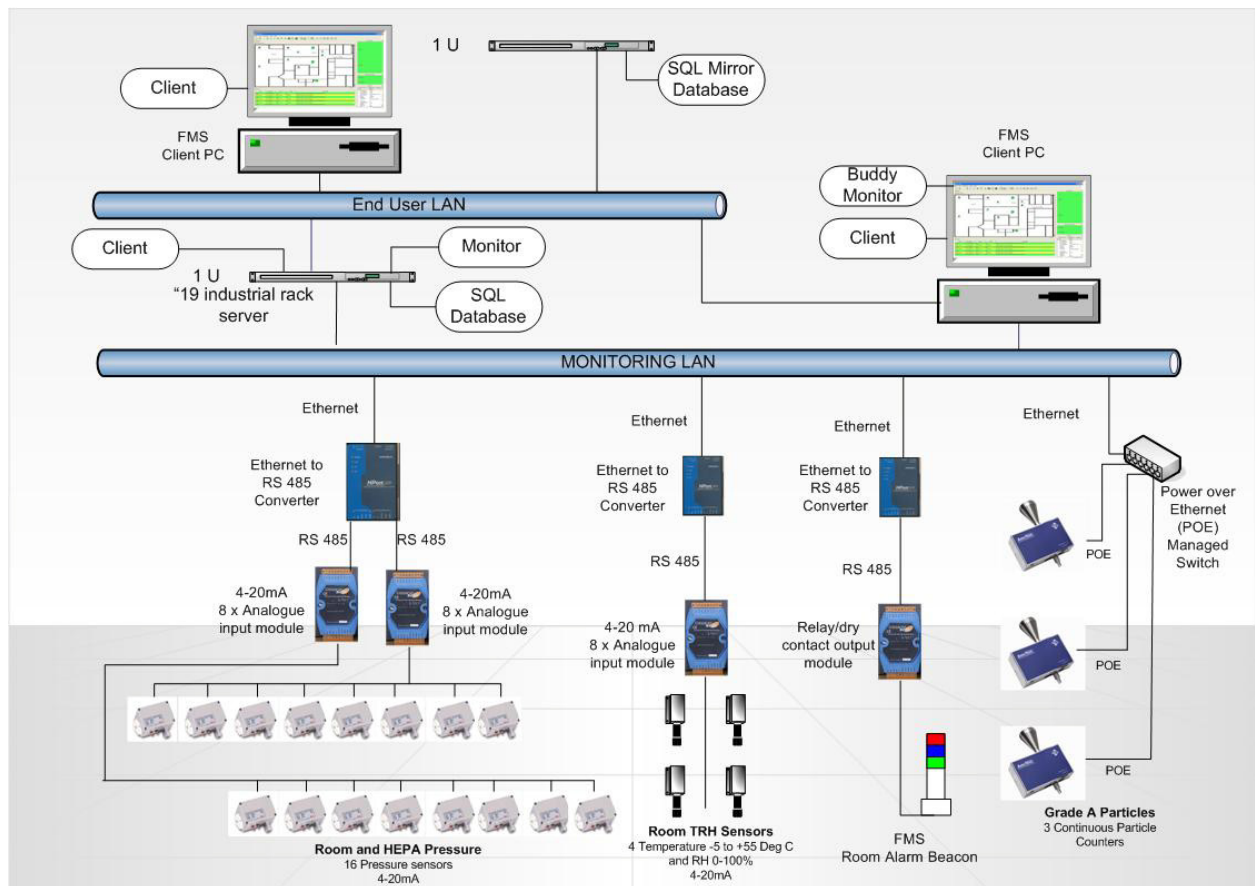 1 U
SQL Mirror
Database
Client
FMS
Client PC
FMS
Client PC
Buddy
Monitor
Client
End User LAN
Client
Monitor
1 U
“19 industrial rack
server
SQL
Database
MONITORING LAN
Ethernet
Ethernet
Ethernet
Ethernet
Ethernet to
RS 485
Converter
Ethernet to
RS 485
Converter
Ethernet to
RS 485
Converter
Power over
Ethernet
(POE)
Managed
Switch
RS 485
RS 485
RS 485
RS 485
POE
4-20mA
8 x Analogue
input module
4-20mA
8 x Analogue
input module
4-20 mA
8 x Analogue
input module
Relay/dry
contact output
module
POE
POE
Room and HEPA Pressure
16 Pressure sensors
4-20mA
Room TRH Sensors
4 Temperature -5 to +55 Deg C
and RH 0-100%
4-20mA
FMS
Room Alarm Beacon
Grade A Particles
3 Continuous Particle
Counters